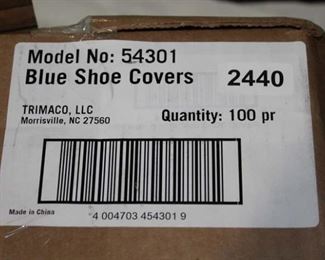 Model No: 54301
Blue Shoe Covers
2440
TRIMACO, LLC
Morrisville, NC 27560
Quantity: 100 pr
Made in China
4 004703 454301 9